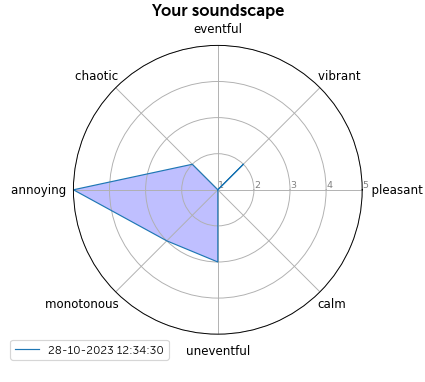 Your soundscape
eventful
chaotic
vibrant
annoying
1 2 3 4 5
pleasant
monotonous
calm
uneventful
28-10-2023 12:34:30